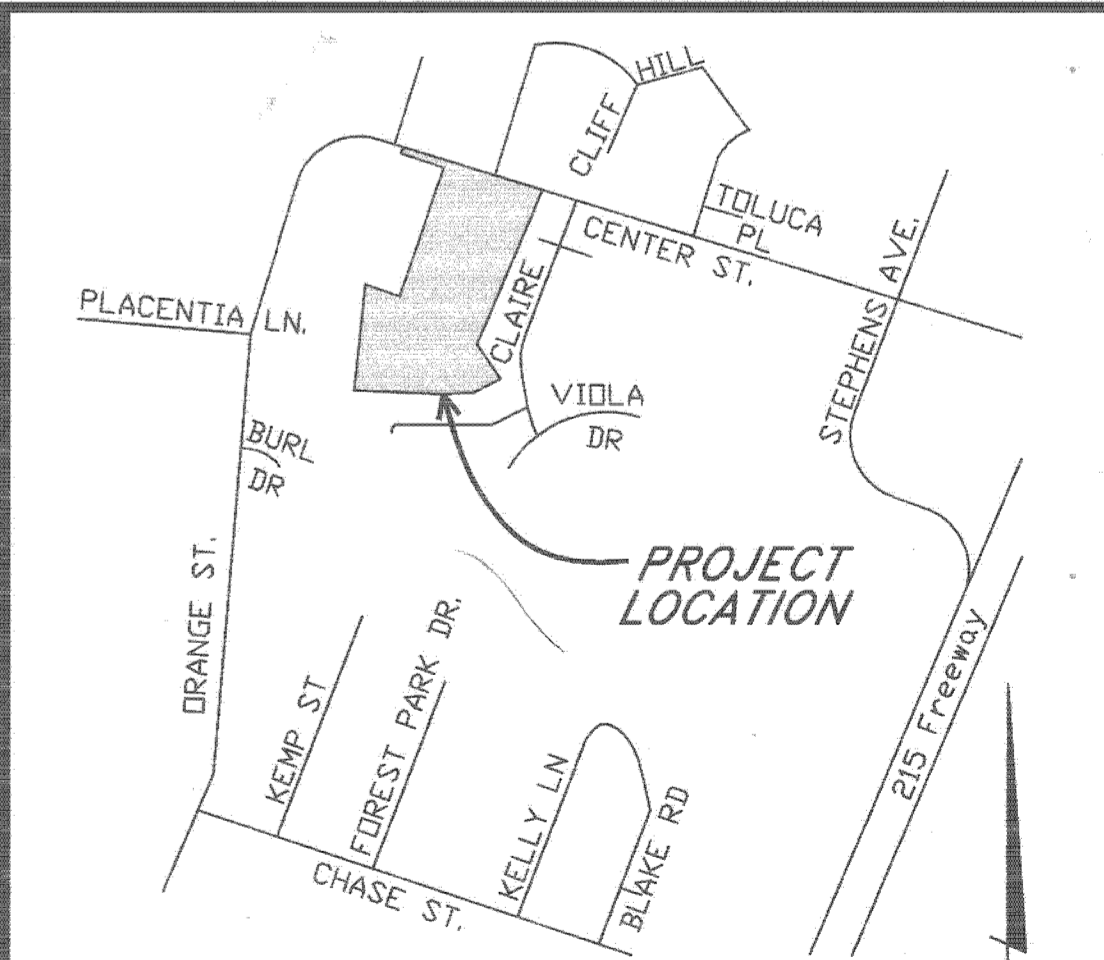 HILL
CLIFF
TOLUCA
PL
CENTER ST.
STEPHENS AVE.
PLACENTIA LN.
CLAIRE
VIOLA
DR
BURL
DR
PROJECT
LOCATION
ORANGE ST.
KEMP ST
FOREST PARK DR.
215 Freeway
KELLY LN
BLAKE RD
CHASE ST.